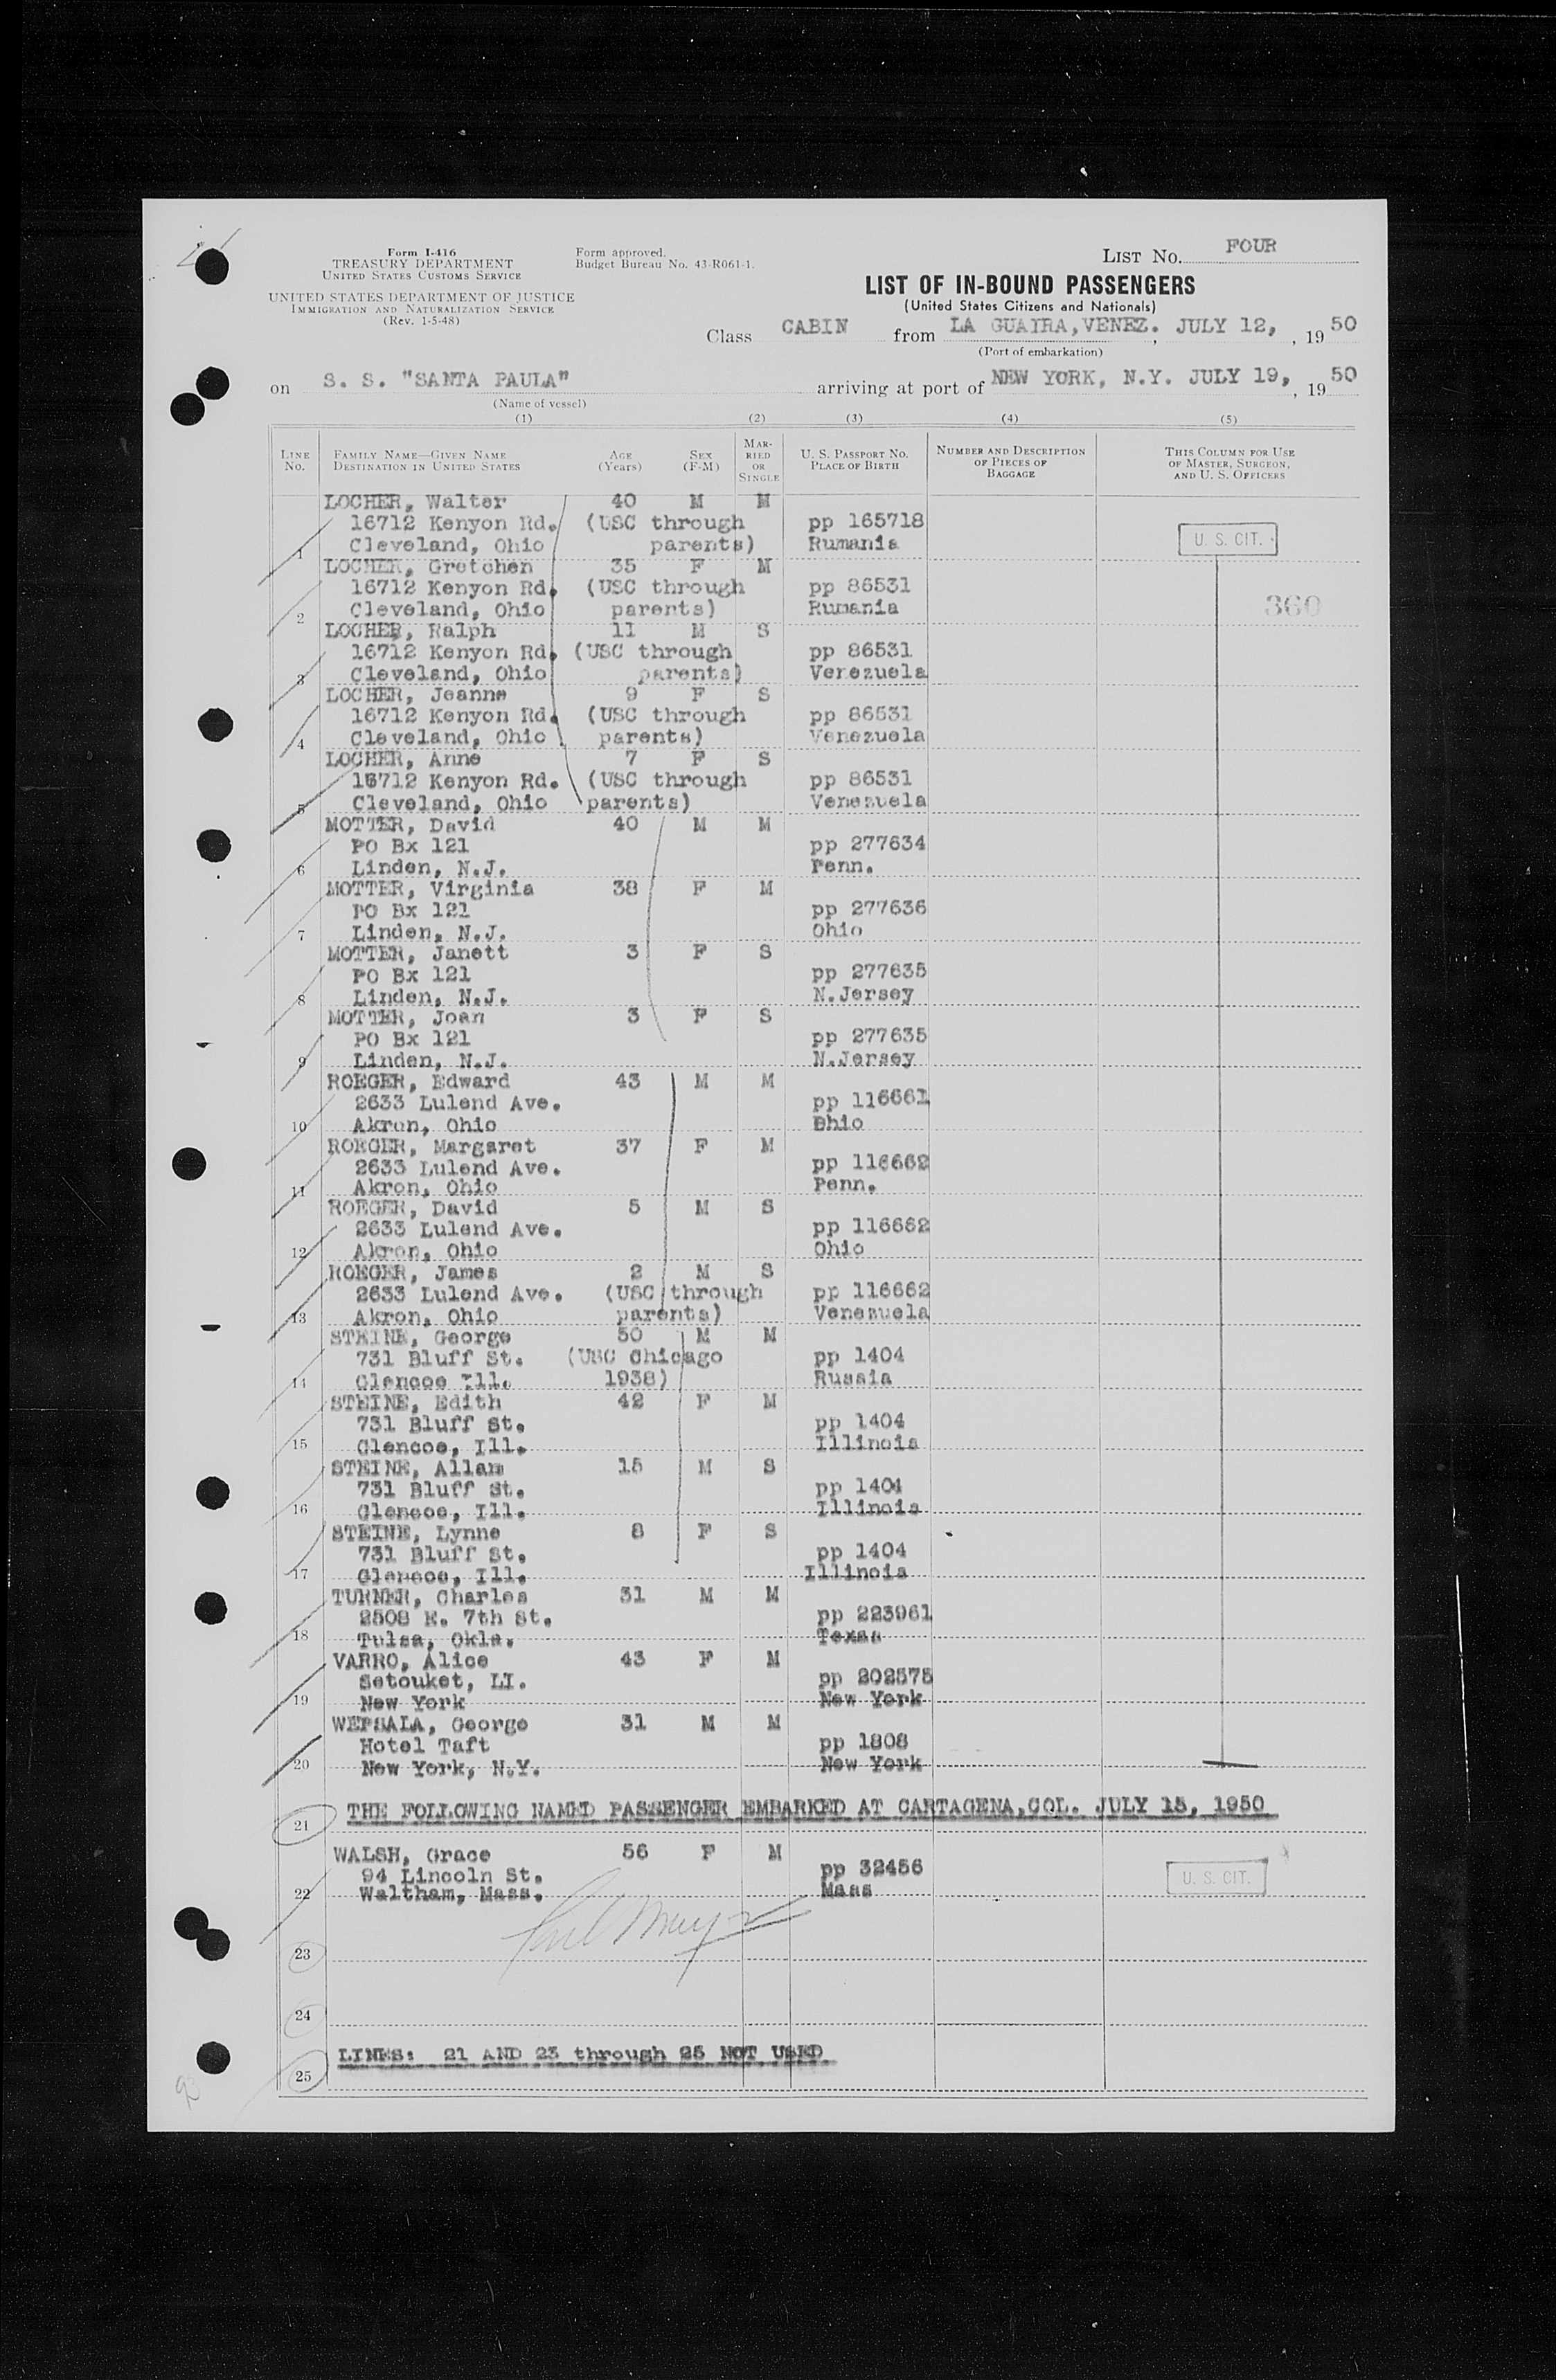 Form I-416
TREASURY DEPARTMENT
UNITED STATES CUSTOMS SERVICE
UNITED STATES DEPARTMENT OF JUSTICE
IMMIGRATION AND NATURALIZATION SERVICE
(Rev. 1-5-48)
Form approved.
Budget Bureau No. 43-R061-1.
LIST No. FOUR
LIST OF IN-BOUND PASSENGERS
(United States Citizens and Nationals)
Class CABIN from LA GUAIRA, VENEZ. JULY 12, , 1950
(Port of embarkation)
on S. S. "SANTA PAULA" arriving at port of NEW YORK, N.Y. JULY 19, , 1950
(Name of vessel)
(1) (2) (3) (4) (5)
LINE No. FAMILY NAME—GIVEN NAME DESTINATION IN UNITED STATES AGE (Years) SEX (F-M) MARRIED OR SINGLE U. S. PASSPORT No. PLACE OF BIRTH NUMBER AND DESCRIPTION OF PIECES OF BAGGAGE THIS COLUMN FOR USE OF MASTER, SURGEON, AND U. S. OFFICERS
LOCHER, Walter 40 M M
16712 Kenyon Rd. (USC through pp 165718
1 Cleveland, Ohio parents) Rumania U. S. CIT.
LOCHER, Gretchen 35 F M
16712 Kenyon Rd. (USC through pp 86531
2 Cleveland, Ohio parents) Rumania 360
LOCHER, Ralph 11 M S
16712 Kenyon Rd. (USC through pp 86531
3 Cleveland, Ohio parents) Venezuela
LOCHER, Jeanne 9 F S
16712 Kenyon Rd. (USC through pp 86531
4 Cleveland, Ohio parents) Venezuela
LOCHER, Anne 7 F S
16712 Kenyon Rd. (USC through pp 86531
5 Cleveland, Ohio parents) Venezuela
MOTTER, David 40 M M
PO Bx 121 pp 277634
6 Linden, N.J. Penn.
MOTTER, Virginia 38 F M
PO Bx 121 pp 277636
7 Linden, N.J. Ohio
MOTTER, Janett 3 F S
PO Bx 121 pp 277635
8 Linden, N.J. N.Jersey
MOTTER, Joan 3 F S
PO Bx 121 pp 277635
9 Linden, N.J. N.Jersey
ROEGER, Edward 43 M M
2633 Lulend Ave. pp 116661
10 Akron, Ohio Ohio
ROEGER, Margaret 37 F M
2633 Lulend Ave. pp 116662
11 Akron, Ohio Penn.
ROEGER, David 5 M S
2633 Lulend Ave. pp 116662
12 Akron, Ohio Ohio
ROEGER, James 2 M S
2633 Lulend Ave. (USC through pp 116662
13 Akron, Ohio parents) Venezuela
STEINE, George 50 M M
731 Bluff St. (USC Chicago pp 1404
14 Glencoe Ill. 1938) Russia
STEINE, Edith 42 F M
731 Bluff St. pp 1404
15 Glencoe, Ill. Illinois
STEINE, Allan 15 M S
731 Bluff St. pp 1404
16 Glencoe, Ill. Illinois
STEINE, Lynne 8 F S
731 Bluff St. pp 1404
17 Glencoe, Ill. Illinois
TURNER, Charles 31 M M
2508 E. 7th St. pp 223961
18 Tulsa, Okla. Texas
VARRO, Alice 43 F M
Setouket, LI. pp 202575
19 New York New York
WEPSALA, George 31 M M
Hotel Taft pp 1808
20 New York, N.Y. New York
21 THE FOLLOWING NAMED PASSENGER EMBARKED AT CARTAGENA,COL. JULY 15, 1950
WALSH, Grace 56 F M
94 Lincoln St. pp 32456
22 Waltham, Mass. Mass U. S. CIT.
23
24
LINES: 21 AND 23 through 25 NOT USED
25